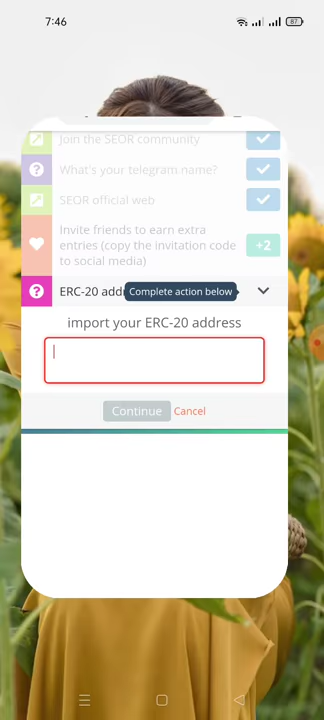 7:46
87
Join the SEOR community
What's your telegram name?
SEOR official web
Invite friends to earn extra
entries (copy the invitation code
to social media)
+2
ERC-20 addr
Complete action below
import your ERC-20 address
Continue Cancel